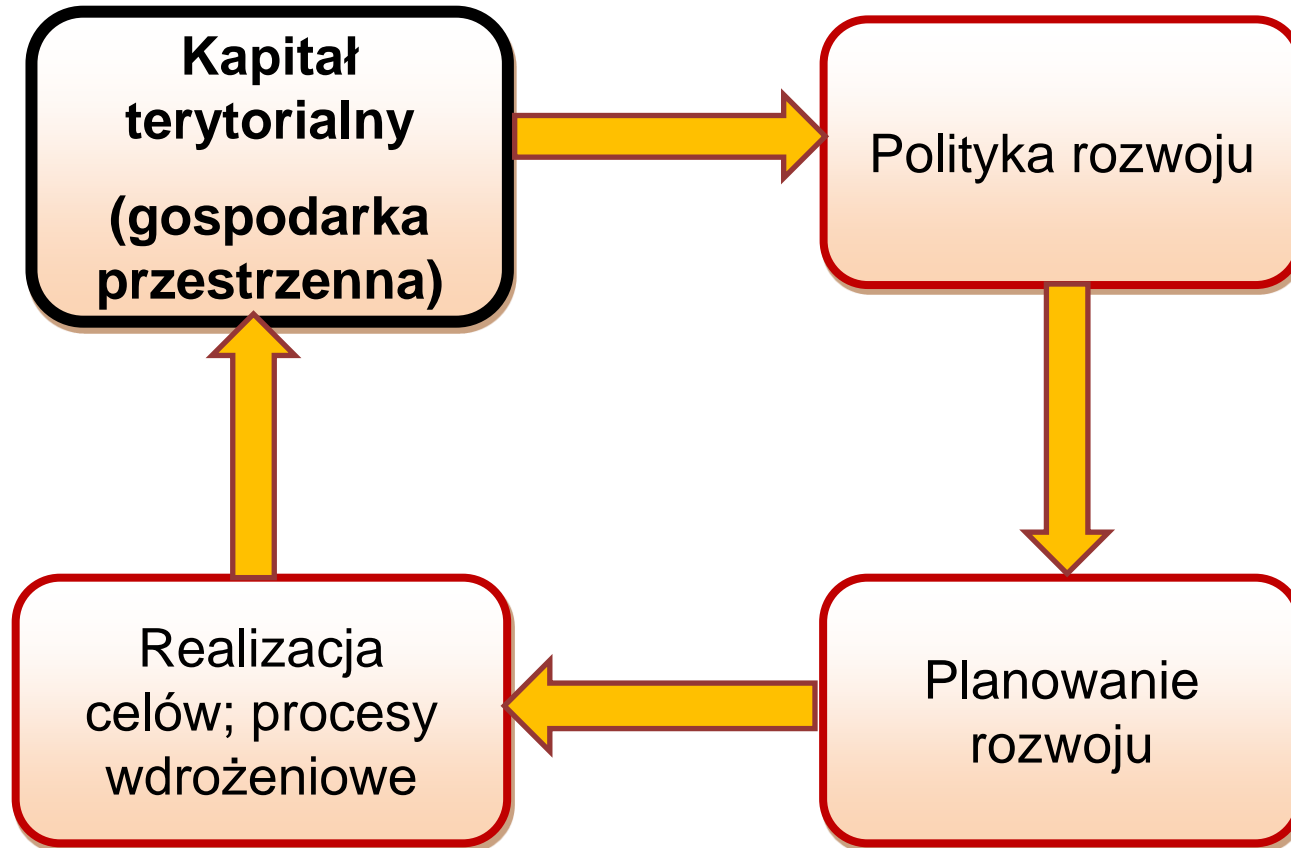 Kapitał
terytorialny
(gospodarka
przestrzenna)
Polityka rozwoju
Realizacja
celów; procesy
wdrożeniowe
Planowanie
rozwoju